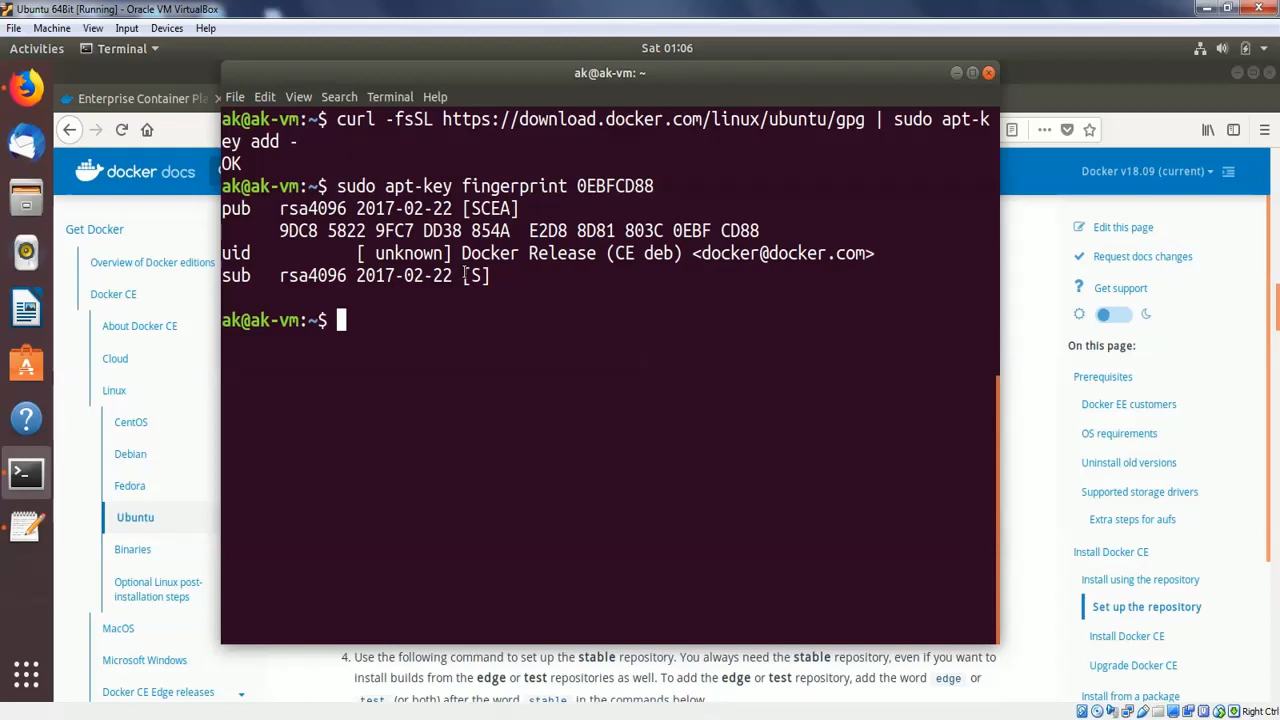 Ubuntu 64Bit [Running] - Oracle VM VirtualBox
File Machine View Input Devices Help
Activities Terminal Sat 01:06
ak@ak-vm: ~
Enterprise Container Pla
File Edit View Search Terminal Help
ak@ak-vm:~$ curl -fsSL https://download.docker.com/linux/ubuntu/gpg | sudo apt-k
ey add -
OK
ak@ak-vm:~$ sudo apt-key fingerprint 0EBFCD88
pub rsa4096 2017-02-22 [SCEA]
9DC8 5822 9FC7 DD38 854A E2D8 8D81 803C 0EBF CD88
uid [ unknown] Docker Release (CE deb) <docker@docker.com>
sub rsa4096 2017-02-22 [S]
ak@ak-vm:~$
docker docs
Docker v18.09 (current)
Get Docker
Overview of Docker editions
Docker CE
About Docker CE
Cloud
Linux
CentOS
Debian
Fedora
Ubuntu
Binaries
Optional Linux post-
installation steps
MacOS
Microsoft Windows
Docker CE Edge releases
Edit this page
Request docs changes
Get support
On this page:
Prerequisites
Docker EE customers
OS requirements
Uninstall old versions
Supported storage drivers
Extra steps for aufs
Install Docker CE
Install using the repository
Set up the repository
Install Docker CE
Upgrade Docker CE
Install from a package
4. Use the following command to set up the stable repository. You always need the stable repository, even if you want to
install builds from the edge or test repositories as well. To add the edge or test repository, add the word edge or
test (or both) after the word stable in the commands below.
Right Ctrl